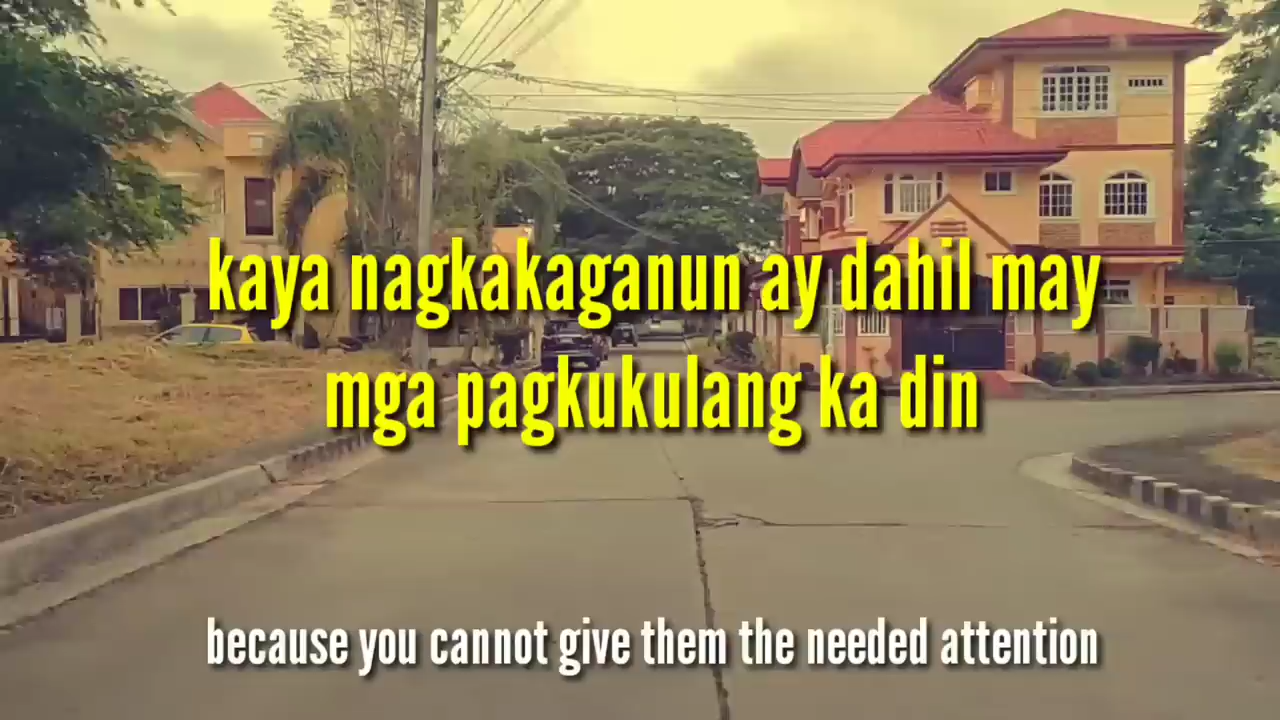 kaya nagkakaganun ay dahil may
mga pagkukulang ka din
because you cannot give them the needed attention